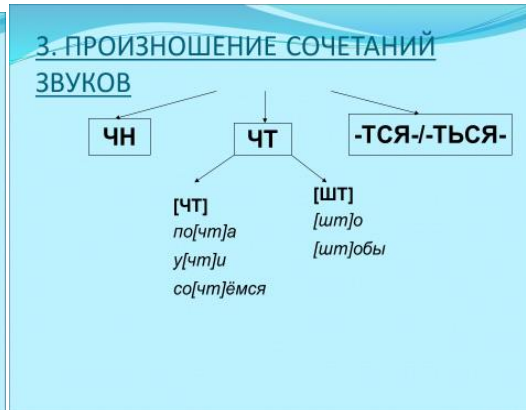 3. ПРОИЗНОШЕНИЕ СОЧЕТАНИЙ
ЗВУКОВ
ЧН
ЧТ
-ТСЯ-/-ТЬСЯ-
[ЧТ]
по[чт]а
у[чт]и
со[чт]ёмся
[ШТ]
[шт]о
[шт]обы